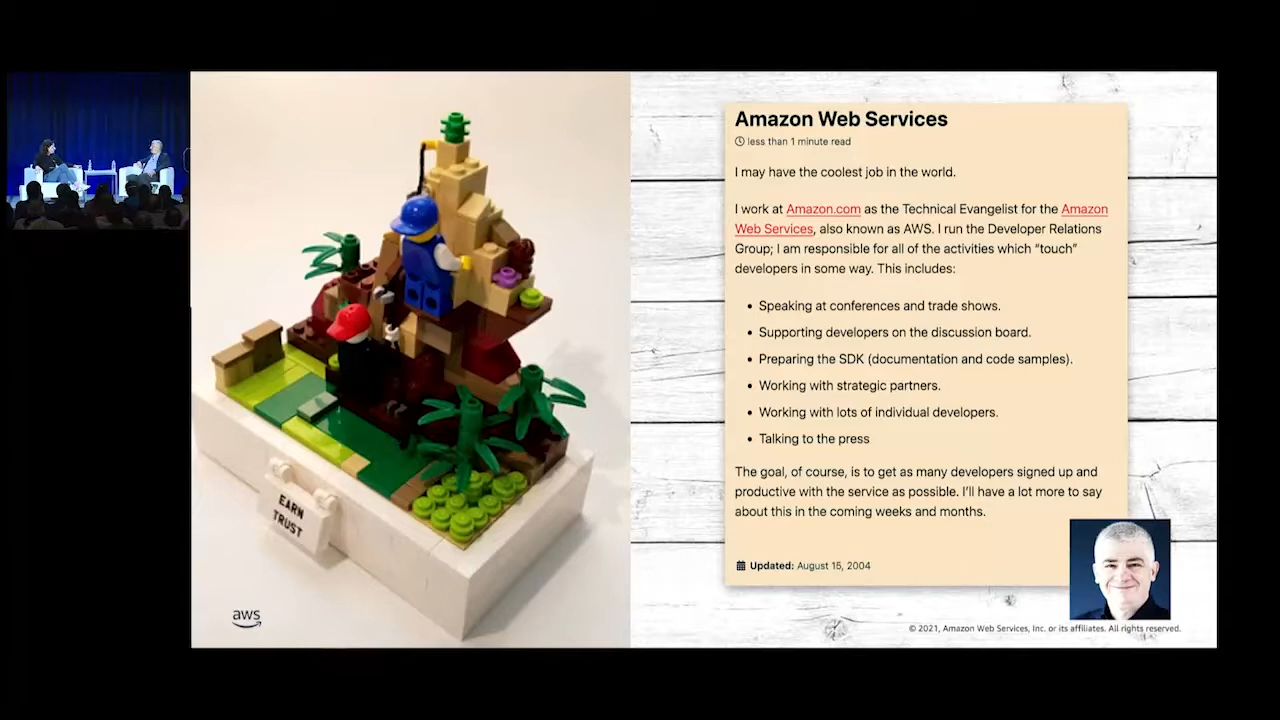 EARN
TRUST
aws
Amazon Web Services
less than 1 minute read
I may have the coolest job in the world.
I work at Amazon.com as the Technical Evangelist for the Amazon
Web Services, also known as AWS. I run the Developer Relations
Group; I am responsible for all of the activities which “touch”
developers in some way. This includes:
• Speaking at conferences and trade shows.
• Supporting developers on the discussion board.
• Preparing the SDK (documentation and code samples).
• Working with strategic partners.
• Working with lots of individual developers.
• Talking to the press
The goal, of course, is to get as many developers signed up and
productive with the service as possible. I’ll have a lot more to say
about this in the coming weeks and months.
Updated: August 15, 2004
© 2021, Amazon Web Services, Inc. or its affiliates. All rights reserved.